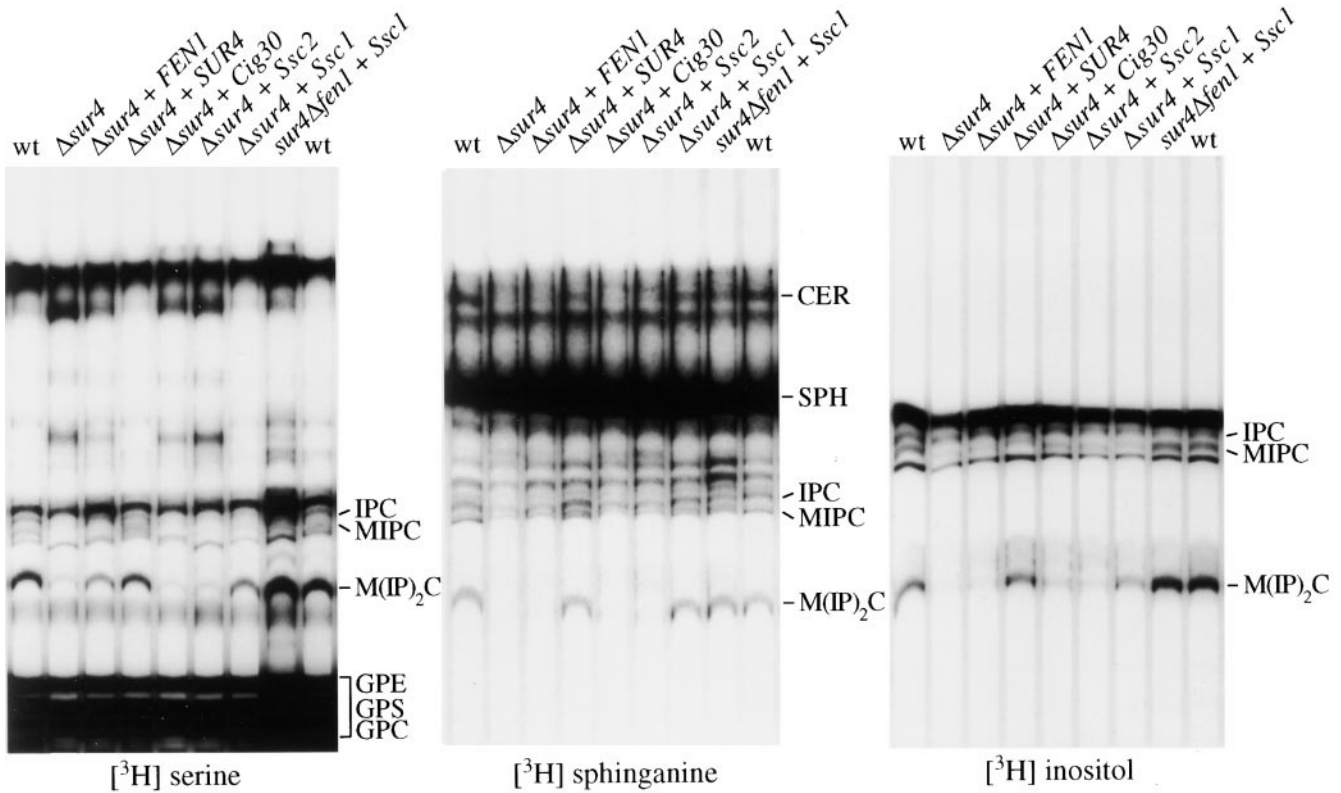 wt
Δsur4
Δsur4 + FEN1
Δsur4 + SUR4
Δsur4 + Cig30
Δsur4 + Ssc2
Δsur4 + Ssc1
sur4Δfen1 + Ssc1
wt
IPC
MIPC
M(IP)₂C
GPE
GPS
GPC
[³H] serine
wt
Δsur4
Δsur4 + FEN1
Δsur4 + SUR4
Δsur4 + Cig30
Δsur4 + Ssc2
Δsur4 + Ssc1
sur4Δfen1 + Ssc1
wt
CER
SPH
IPC
MIPC
M(IP)₂C
[³H] sphinganine
wt
Δsur4
Δsur4 + FEN1
Δsur4 + SUR4
Δsur4 + Cig30
Δsur4 + Ssc2
Δsur4 + Ssc1
sur4Δfen1 + Ssc1
wt
IPC
MIPC
M(IP)₂C
[³H] inositol